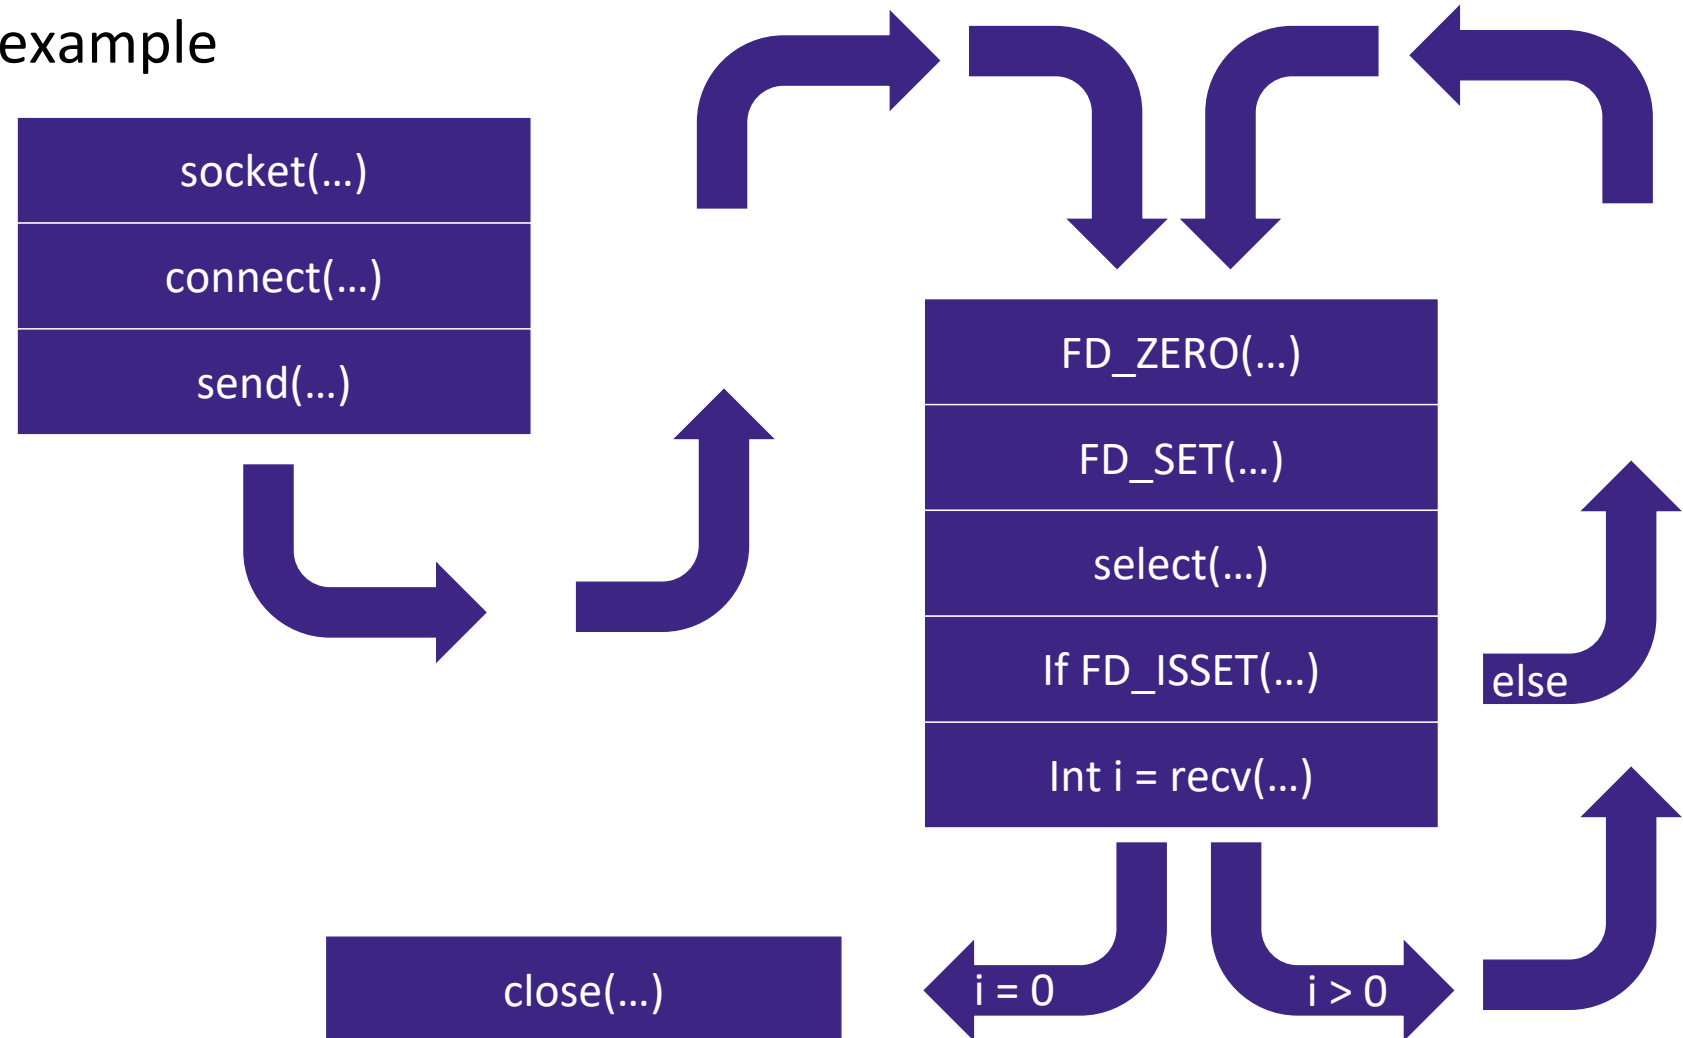 example
socket(…)
connect(…)
send(…)
FD_ZERO(…)
FD_SET(…)
select(…)
If FD_ISSET(…)
else
Int i = recv(…)
i = 0
i > 0
close(…)